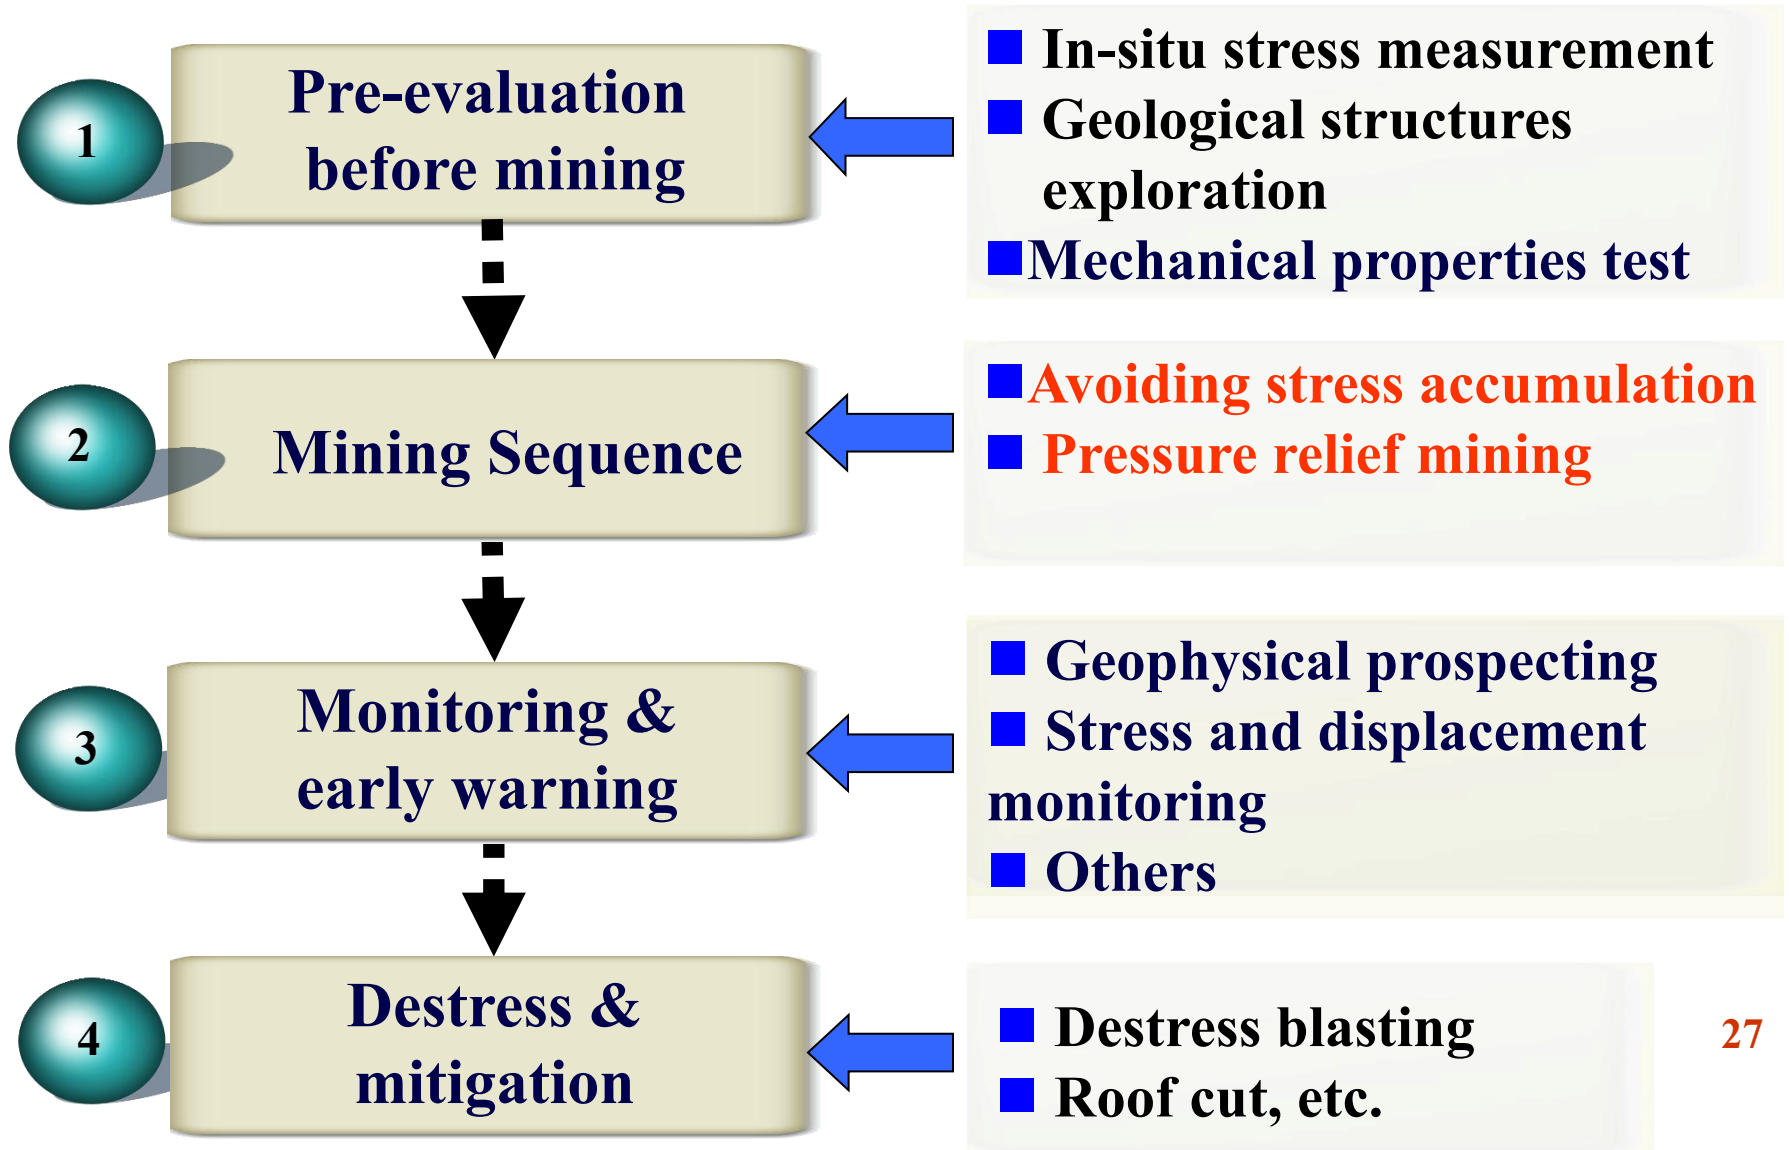 1
Pre-evaluation
before mining
■ In-situ stress measurement
■ Geological structures
exploration
■Mechanical properties test
2
Mining Sequence
■Avoiding stress accumulation
■ Pressure relief mining
3
Monitoring &
early warning
■ Geophysical prospecting
■ Stress and displacement
monitoring
■ Others
4
Destress &
mitigation
■ Destress blasting
■ Roof cut, etc.
27